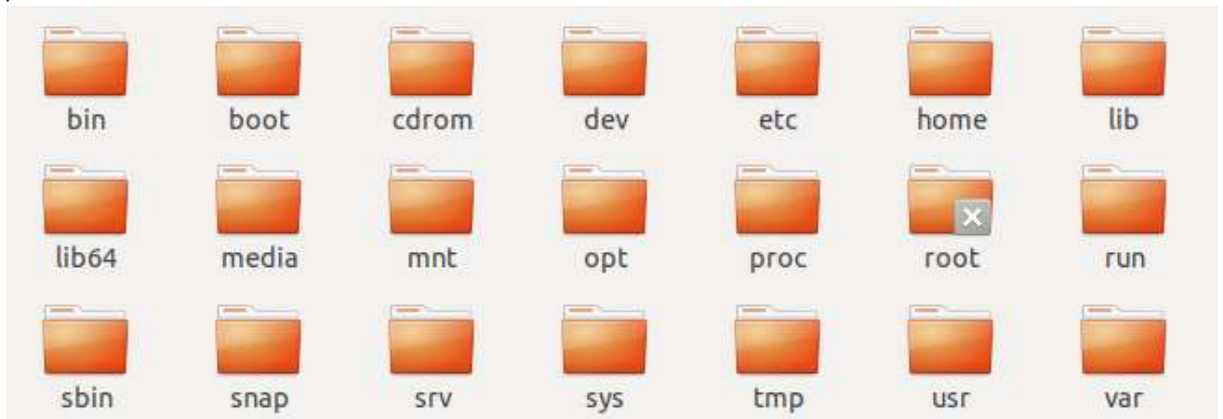 bin boot cdrom dev etc home lib
lib64 media mnt opt proc root run
sbin snap srv sys tmp usr var